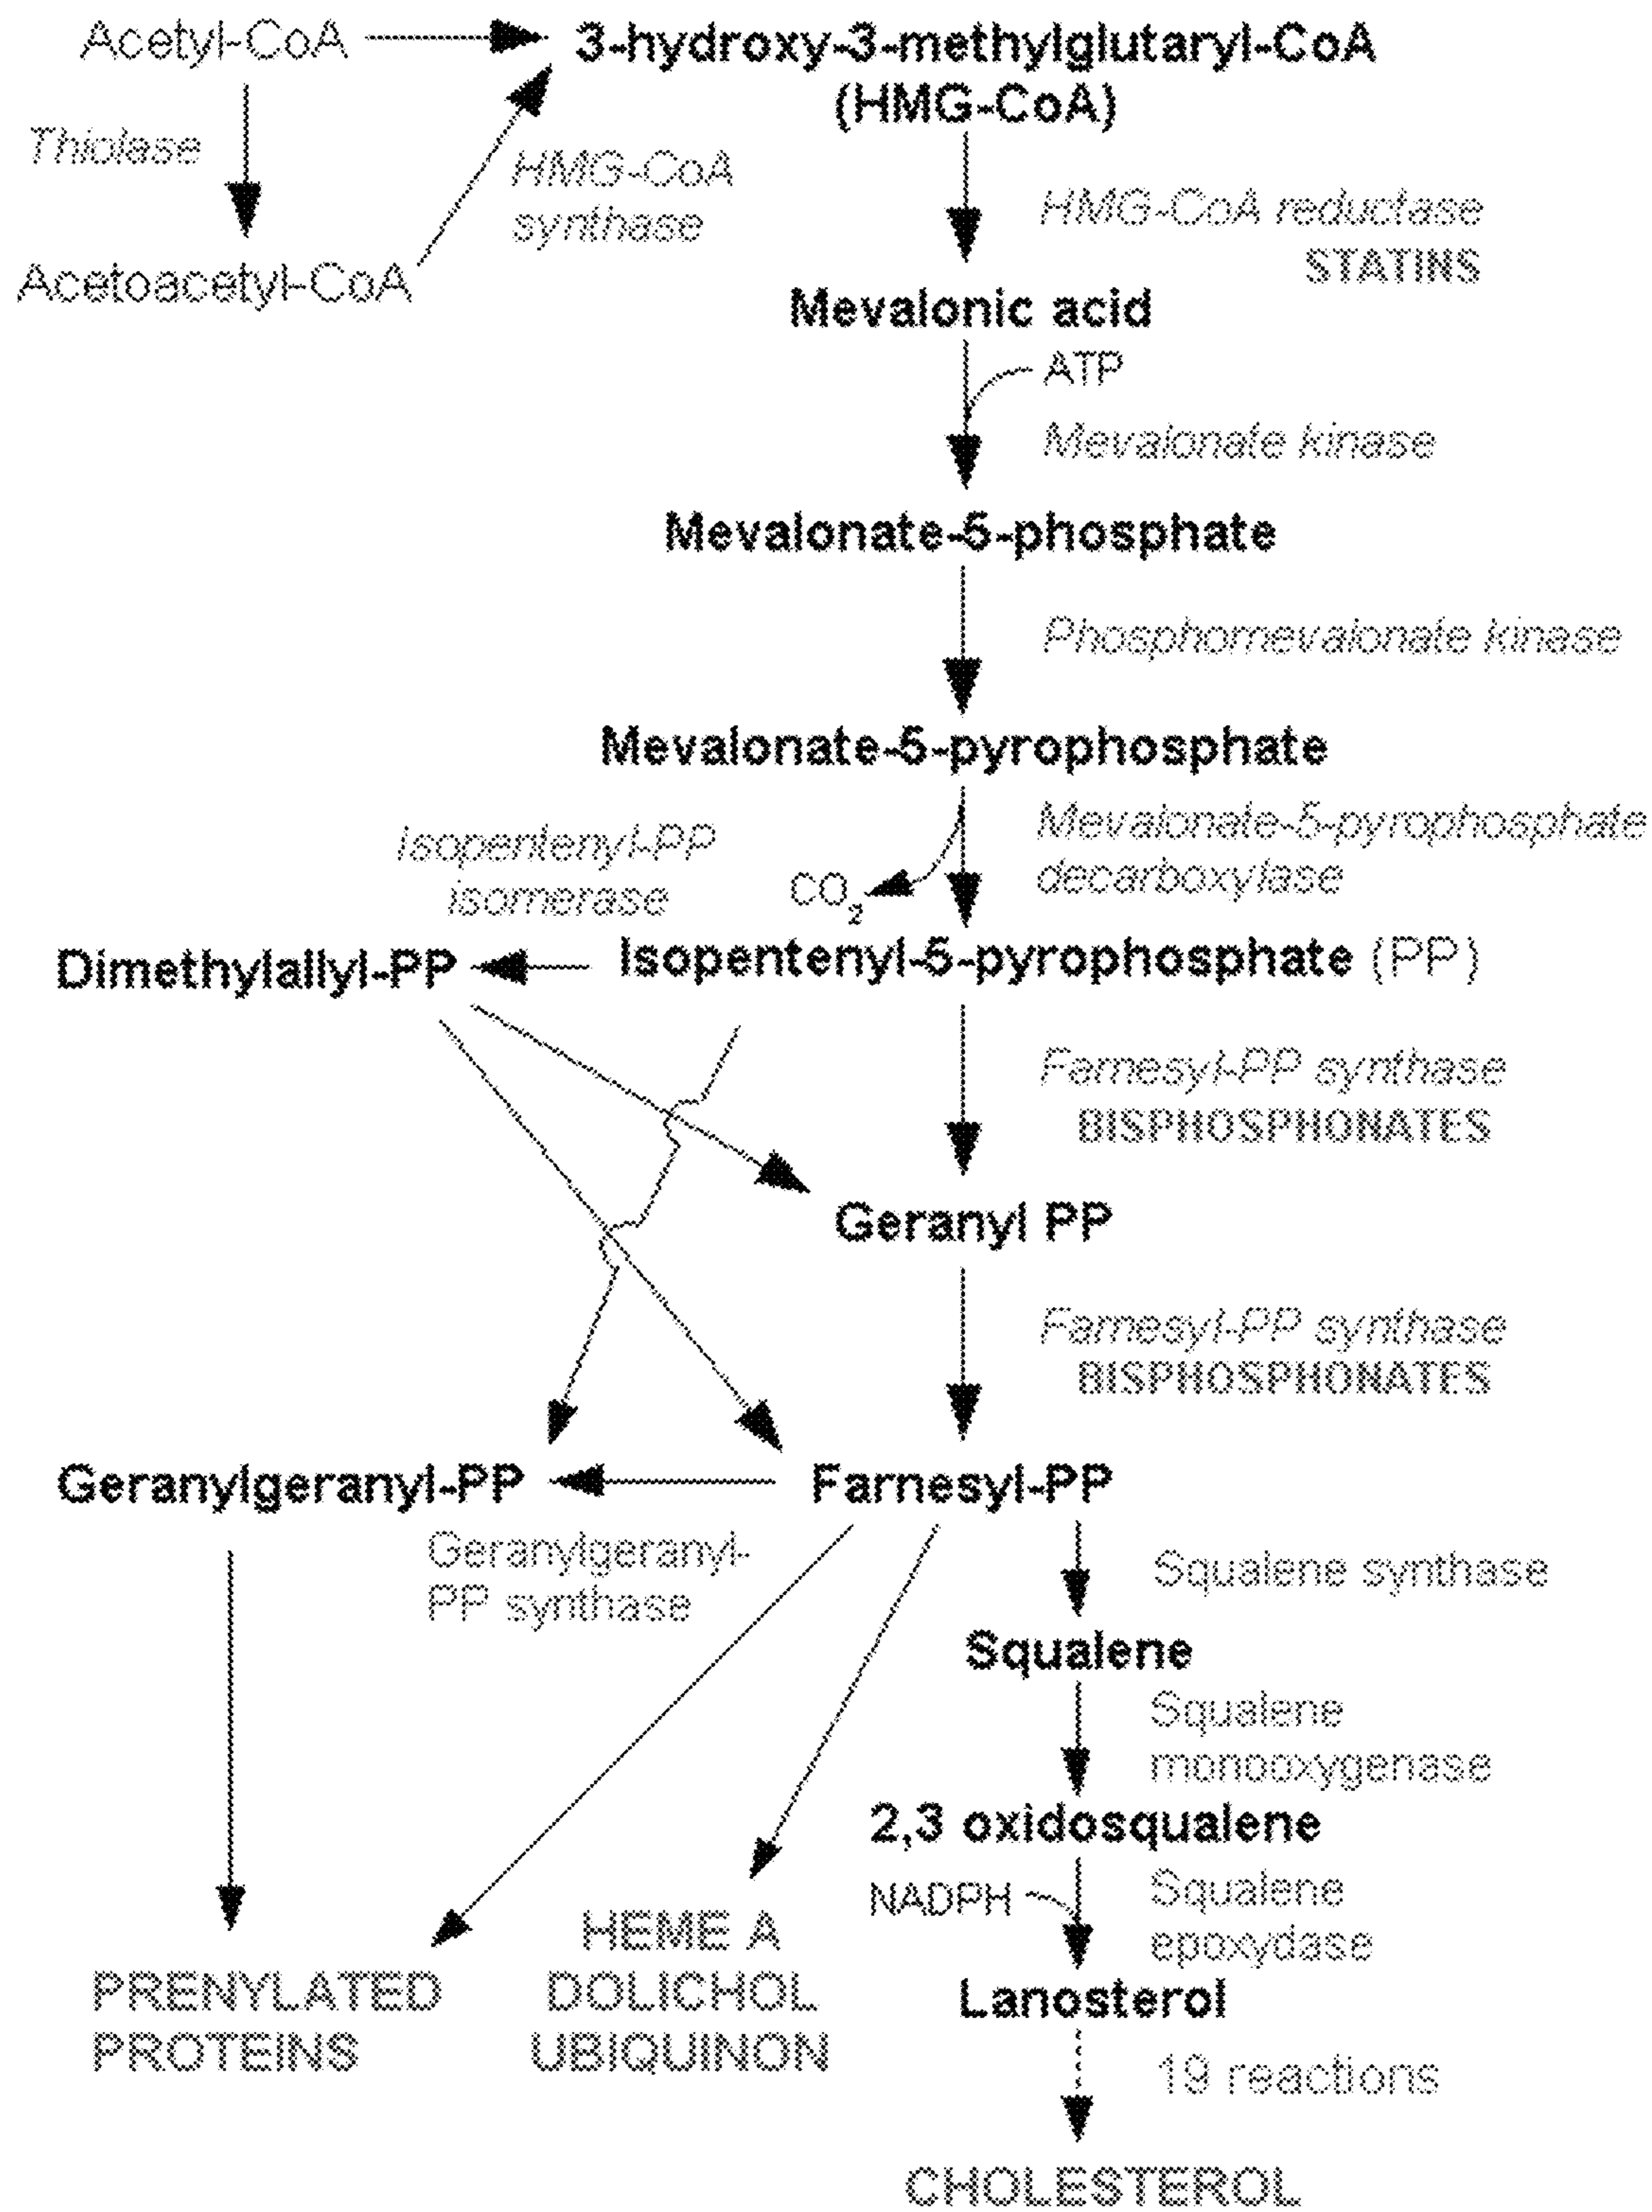 Acetyl-CoA
3-hydroxy-3-methylglutaryl-CoA
(HMG-CoA)
Thiolase
HMG-CoA
synthase
HMG-CoA reductase
STATINS
Acetoacetyl-CoA
Mevalonic acid
ATP
Mevalonate kinase
Mevalonate-5-phosphate
Phosphomevalonate kinase
Mevalonate-5-pyrophosphate
Isopentenyl-PP
isomerase
CO2
Mevalonate-5-pyrophosphate
decarboxylase
Dimethylallyl-PP
Isopentenyl-5-pyrophosphate (PP)
Farnesyl-PP synthase
BISPHOSPHONATES
Geranyl PP
Farnesyl-PP synthase
BISPHOSPHONATES
Geranylgeranyl-PP
Farnesyl-PP
Geranylgeranyl-
PP synthase
Squalene synthase
Squalene
Squalene
monooxygenase
2,3 oxidosqualene
NADPH
Squalene
epoxydase
Lanosterol
PRENYLATED
PROTEINS
HEME A
DOLICHOL
UBIQUINON
19 reactions
CHOLESTEROL